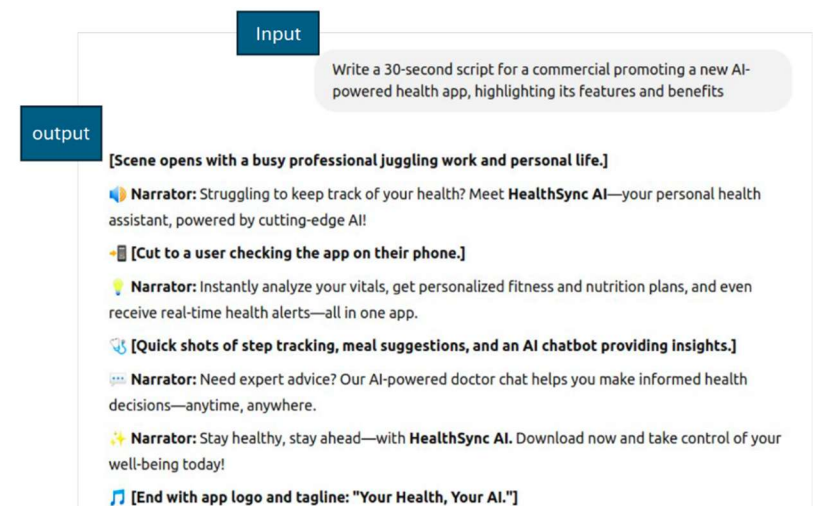 Input
Write a 30-second script for a commercial promoting a new AI-
powered health app, highlighting its features and benefits
output
[Scene opens with a busy professional juggling work and personal life.]
🔊 Narrator: Struggling to keep track of your health? Meet HealthSync AI—your personal health
assistant, powered by cutting-edge AI!
📲 [Cut to a user checking the app on their phone.]
💡 Narrator: Instantly analyze your vitals, get personalized fitness and nutrition plans, and even
receive real-time health alerts—all in one app.
🩺 [Quick shots of step tracking, meal suggestions, and an AI chatbot providing insights.]
💬 Narrator: Need expert advice? Our AI-powered doctor chat helps you make informed health
decisions—anytime, anywhere.
✨ Narrator: Stay healthy, stay ahead—with HealthSync AI. Download now and take control of your
well-being today!
🎵 [End with app logo and tagline: "Your Health, Your AI."]